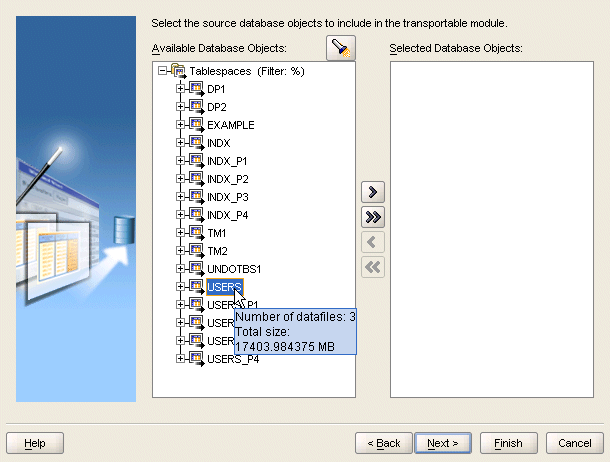 Select the source database objects to include in the transportable module.
Available Database Objects:
Selected Database Objects:
Tablespaces (Filter: %)
DP1
DP2
EXAMPLE
INDX
INDX_P1
INDX_P2
INDX_P3
INDX_P4
TM1
TM2
UNDOTBS1
USERS
USERS_P1
Number of datafiles: 3
USER
Total size:
USER
17403.984375 MB
USERS_P4
Help
< Back
Next >
Finish
Cancel